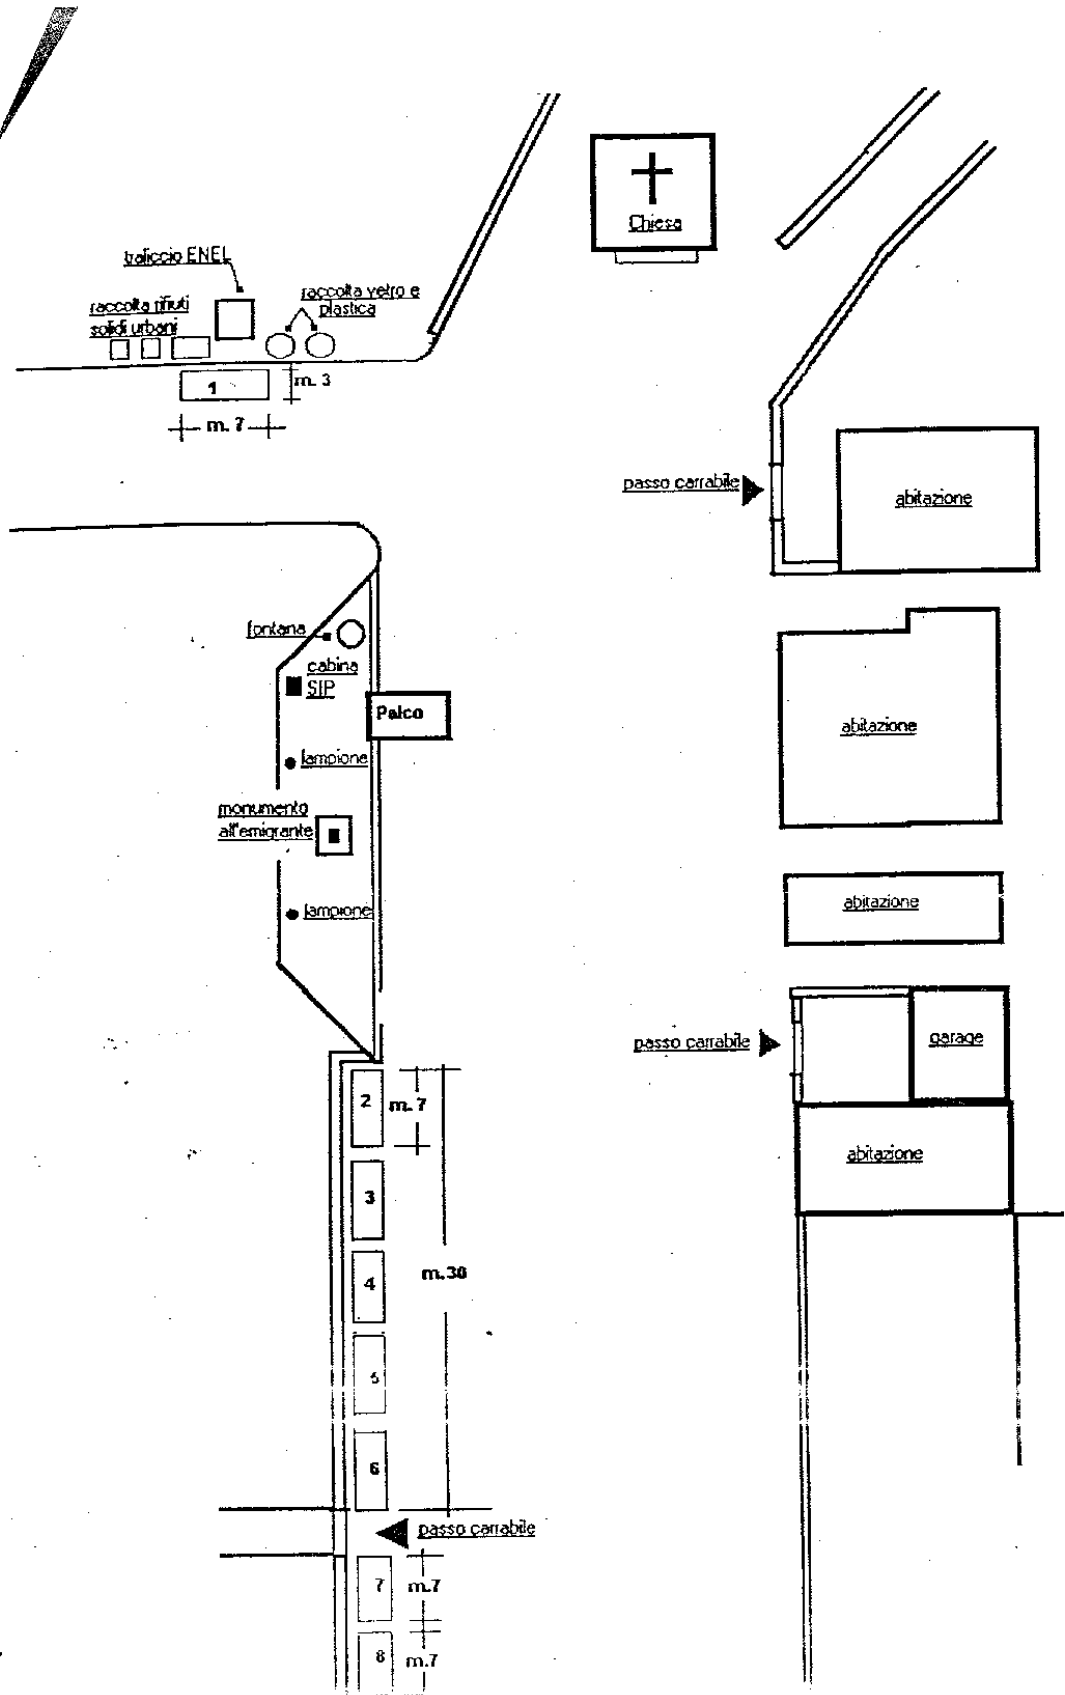 Chiesa
traliccio ENEL
raccolta rifiuti
solidi urbani
raccolta vetro e
plastica
1
m. 3
m. 7
passo carrabile
abitazione
fontana
cabina
SIP
Palco
abitazione
lampione
monumento
all'emigrante
abitazione
lampione
passo carrabile
garage
2
m. 7
abitazione
3
4
5
6
passo carrabile
7
m.7
8
m.7